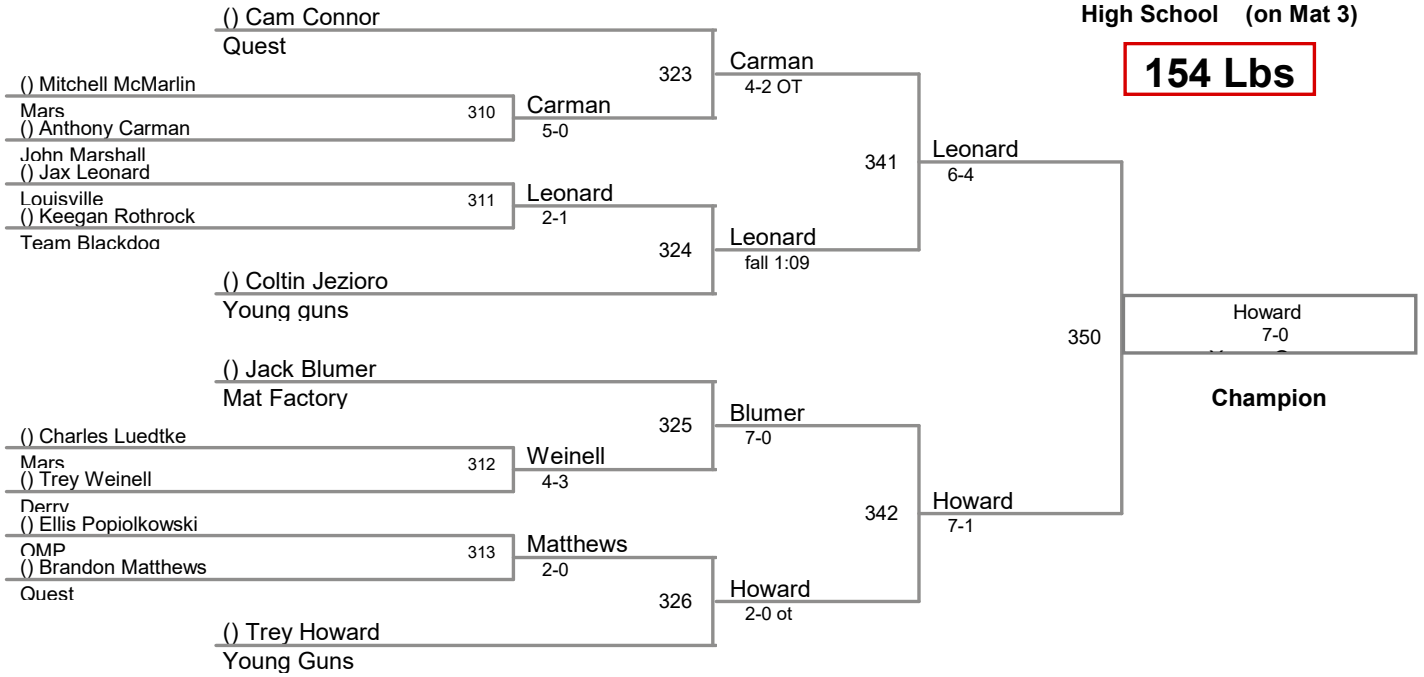 High School (on Mat 3)
154 Lbs
() Cam Connor
Quest
323
Carman
4-2 OT
() Mitchell McMarlin
Mars
310
Carman
5-0
() Anthony Carman
John Marshall
341
Leonard
6-4
() Jax Leonard
Louisville
311
Leonard
2-1
() Keegan Rothrock
Team Blackdog
324
Leonard
fall 1:09
() Coltin Jezioro
Young guns
350
Howard
7-0
Champion
() Jack Blumer
Mat Factory
325
Blumer
7-0
() Charles Luedtke
Mars
312
Weinell
4-3
() Trey Weinell
Derry
342
Howard
7-1
() Ellis Popiolkowski
OMP
313
Matthews
2-0
() Brandon Matthews
Quest
326
Howard
2-0 ot
() Trey Howard
Young Guns